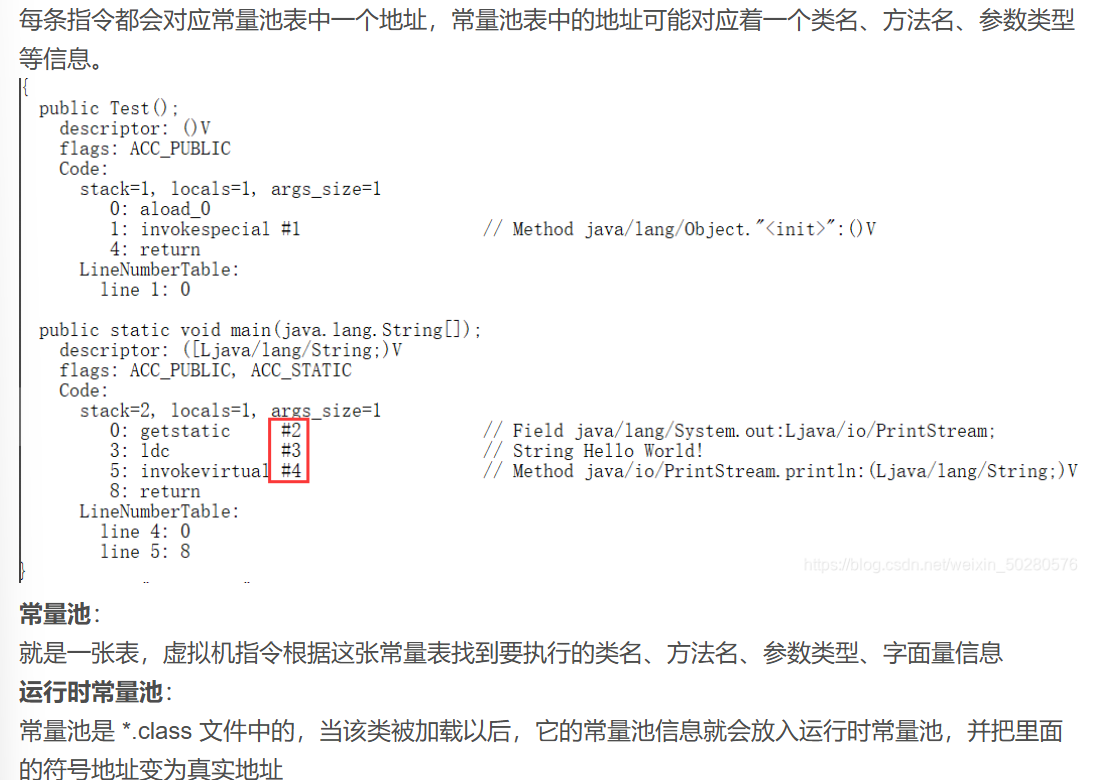 每条指令都会对应常量池表中一个地址，常量池表中的地址可能对应着一个类名、方法名、参数类型
等信息。
{
public Test();
descriptor: ()V
flags: ACC_PUBLIC
Code:
stack=1, locals=1, args_size=1
0: aload_0
1: invokespecial #1 // Method java/lang/Object."<init>":()V
4: return
LineNumberTable:
line 1: 0
public static void main(java.lang.String[]);
descriptor: ([Ljava/lang/String;)V
flags: ACC_PUBLIC, ACC_STATIC
Code:
stack=2, locals=1, args_size=1
0: getstatic #2 // Field java/lang/System.out:Ljava/io/PrintStream;
3: ldc #3 // String Hello World!
5: invokevirtual #4 // Method java/io/PrintStream.println:(Ljava/lang/String;)V
8: return
LineNumberTable:
line 4: 0
line 5: 8
https://blog.csdn.net/weixin_50280576
}
常量池：
就是一张表，虚拟机指令根据这张常量表找到要执行的类名、方法名、参数类型、字面量信息
运行时常量池：
常量池是 *.class 文件中的，当该类被加载以后，它的常量池信息就会放入运行时常量池，并把里面
的符号地址变为真实地址